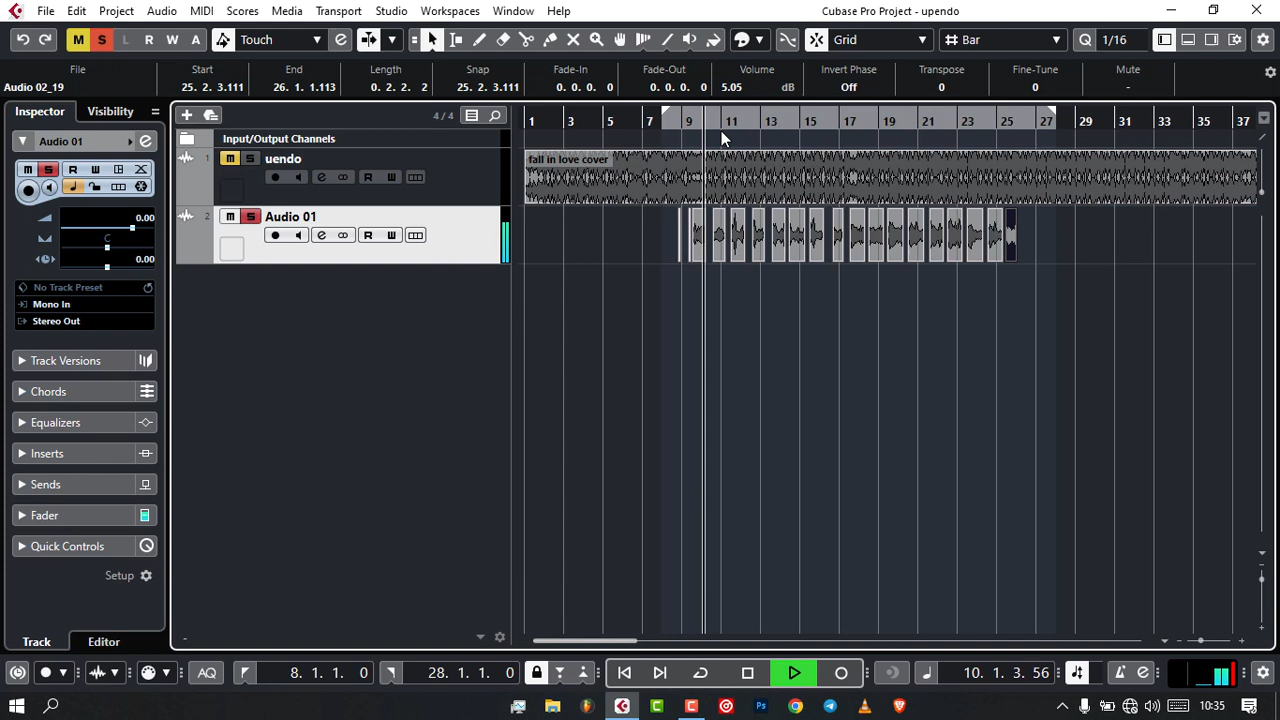 File Edit Project Audio MIDI Scores Media Transport Studio Workspaces Window Help Cubase Pro Project - upendo
M S L R W A Touch Grid Bar Q 1/16
File Start End Length Snap Fade-In Fade-Out Volume Invert Phase Transpose Fine-Tune Mute
Audio 02_19 25. 2. 3.111 26. 1. 1.113 0. 2. 2. 2 25. 2. 3.111 0. 0. 0. 0 0. 0. 0. 0 5.05 dB Off 0 0 -
Inspector Visibility 4 / 4 1 3 5 7 9 11 13 15 17 19 21 23 25 27 29 31 33 35 37
Audio 01 e Input/Output Channels
1 m S uendo fall in love cover
m S R W e R W
2 m S Audio 01
0.00 e R W
C
0.00
No Track Preset
Mono In
Stereo Out
Track Versions
Chords
Equalizers
Inserts
Sends
Fader
Quick Controls
Setup
Track Editor
AQ 8. 1. 1. 0 28. 1. 1. 0 10. 1. 3. 56 e
10:35